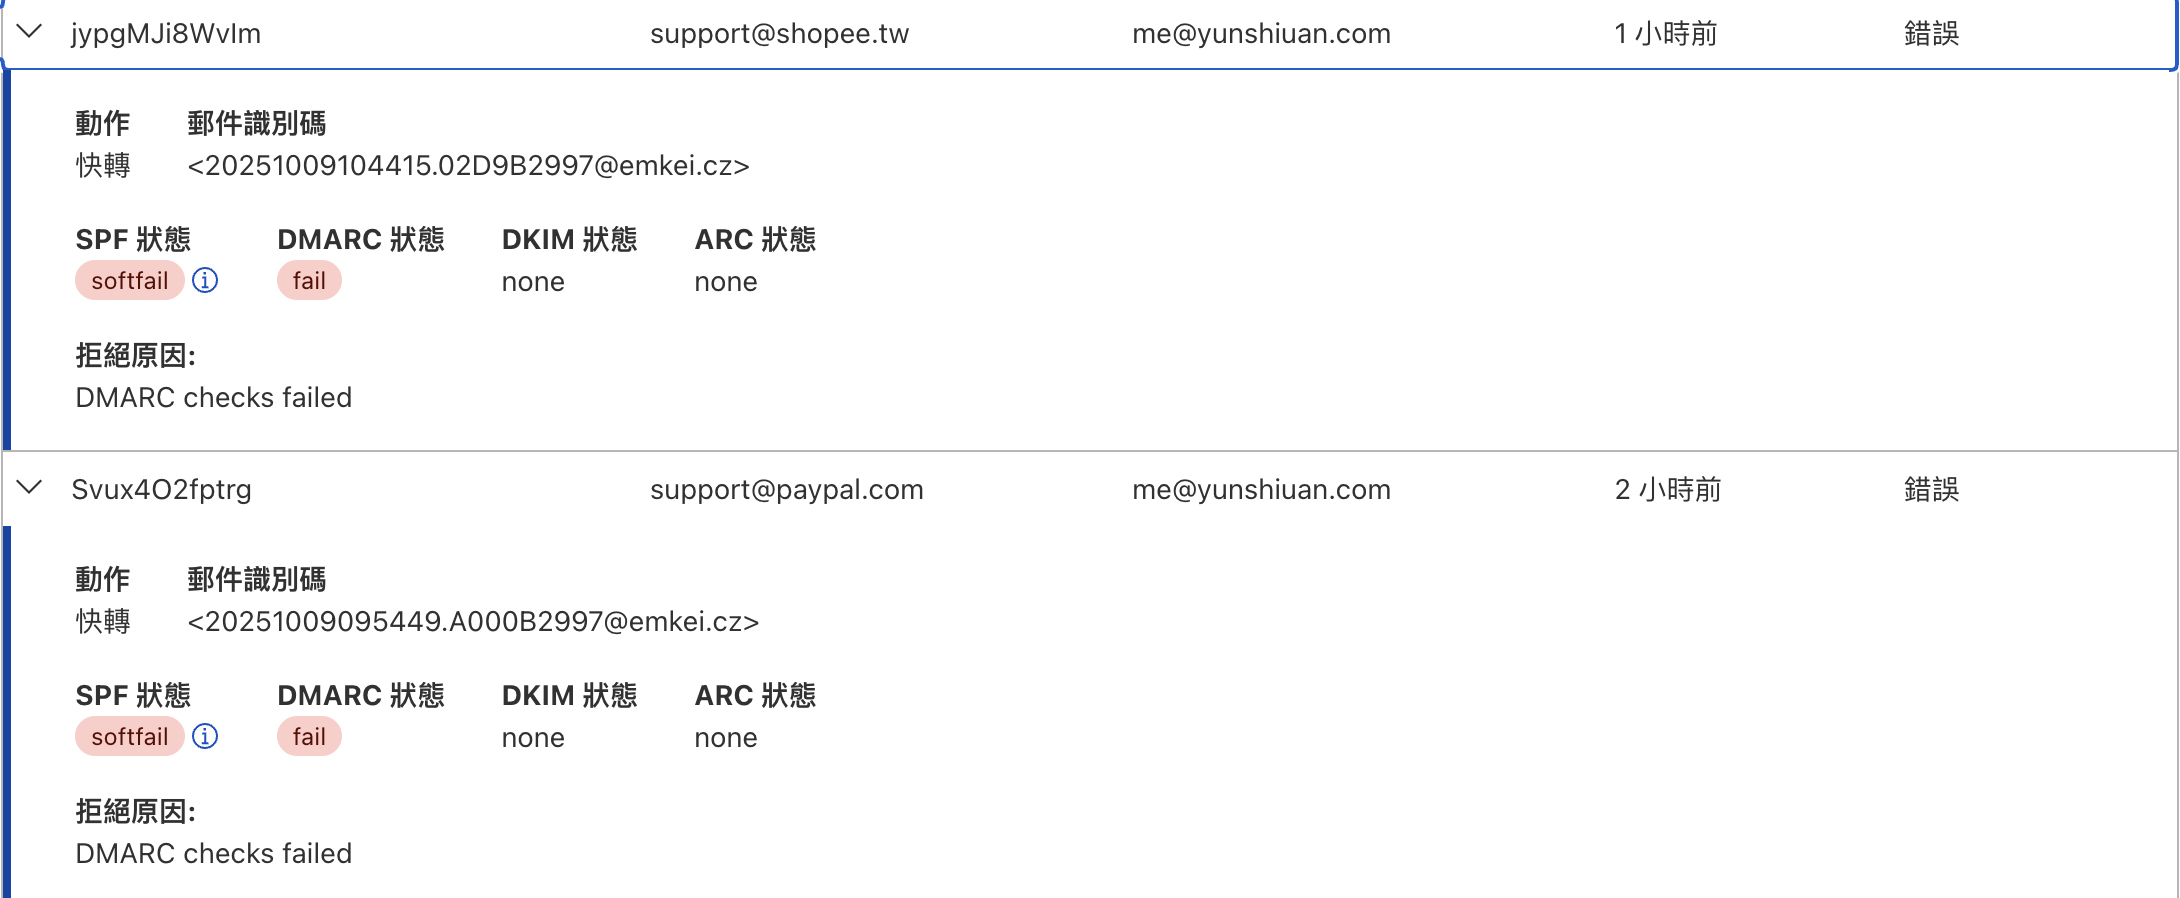 jypgMJi8WvIm support@shopee.tw me@yunshiuan.com 1 小時前 錯誤
動作 郵件識別碼
快轉 <20251009104415.02D9B2997@emkei.cz>
SPF 狀態 DMARC 狀態 DKIM 狀態 ARC 狀態
softfail fail none none
拒絕原因:
DMARC checks failed
Svux4O2fptrg support@paypal.com me@yunshiuan.com 2 小時前 錯誤
動作 郵件識別碼
快轉 <20251009095449.A000B2997@emkei.cz>
SPF 狀態 DMARC 狀態 DKIM 狀態 ARC 狀態
softfail fail none none
拒絕原因:
DMARC checks failed